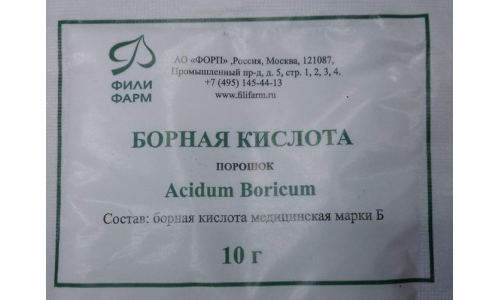 ФИЛИ
ФАРМ
АО «ФОРП» ,Россия, Москва, 121087,
Промышленный пр-д, д. 5, стр. 1, 2, 3, 4.
+7 (495) 145-44-13
www.filifarm.ru
БОРНАЯ КИСЛОТА
ПОРОШОК
Acidum Boricum
Состав: борная кислота медицинская марки Б
10 г